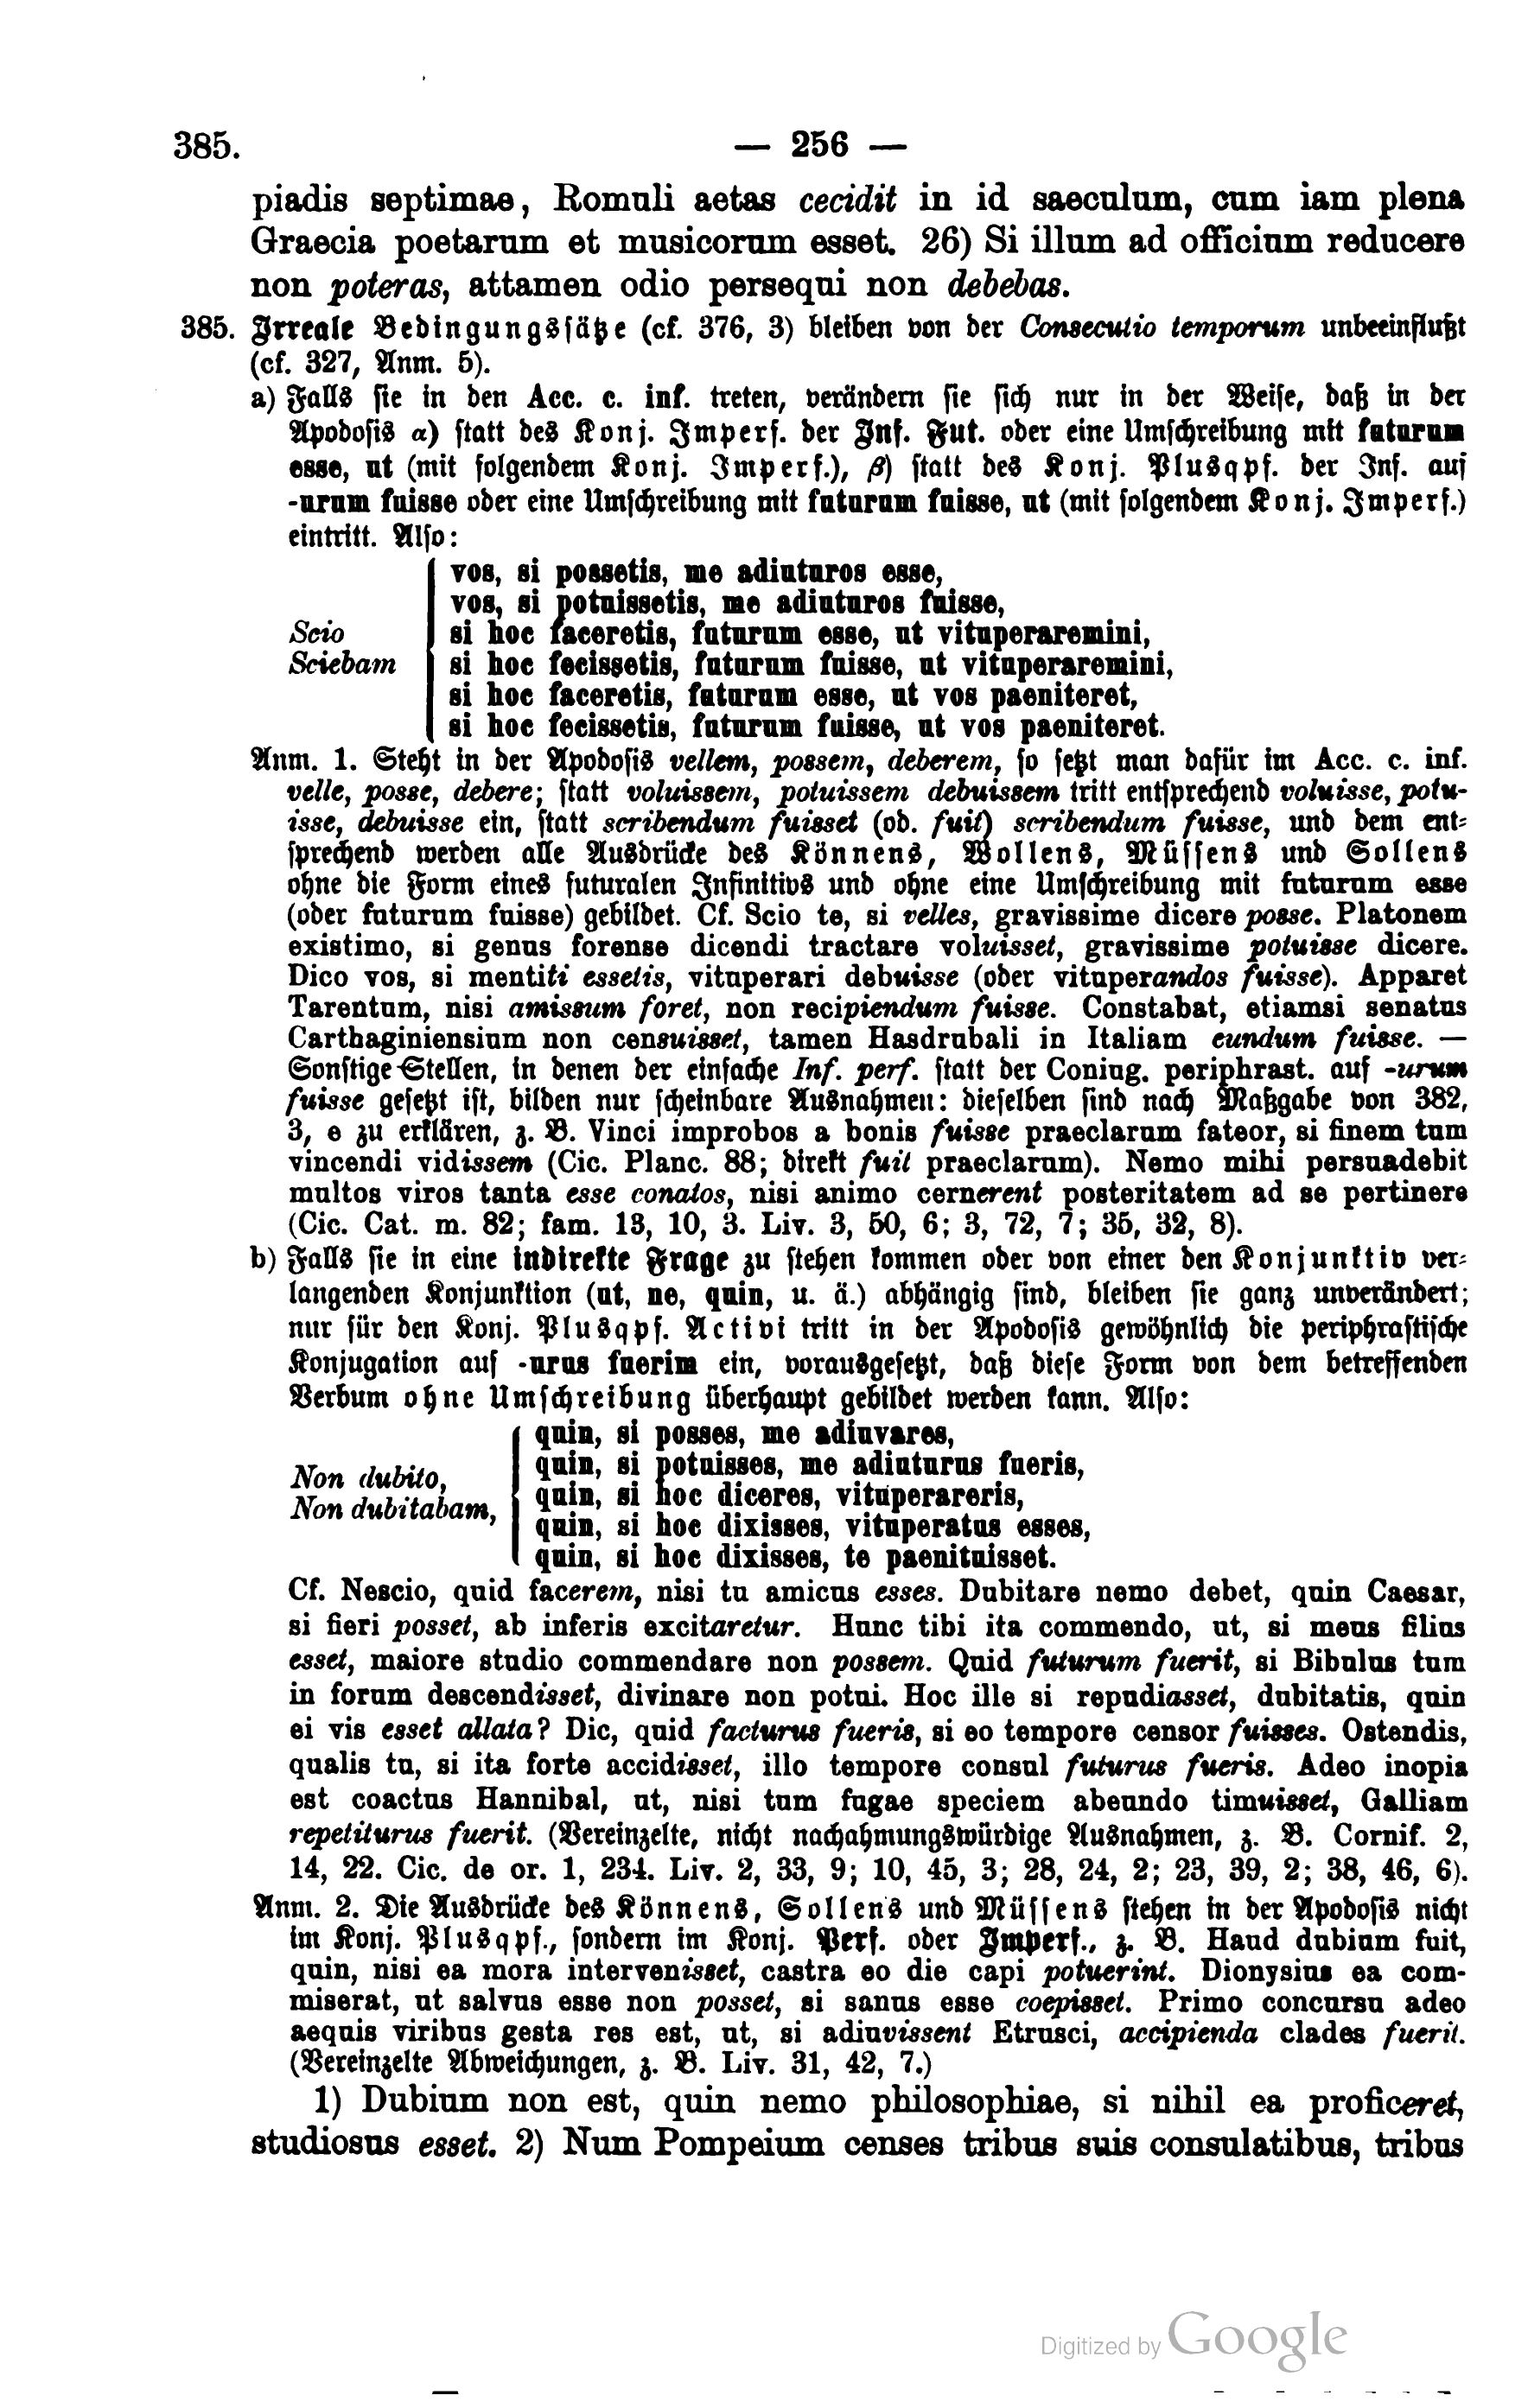 385. — 256 —
piadis septimae, Romuli aetas cecidit in id saeculum, cum iam plena
Graecia poetarum et musicorum esset. 26) Si illum ad officium reducere
non poteras, attamen odio persequi non debebas.
385. Irreale Bedingungssätze (cf. 376, 3) bleiben von der Consecutio temporum unbeeinflußt
(cf. 327, Anm. 5).
a) Falls sie in den Acc. c. inf. treten, verändern sie sich nur in der Weise, daß in der
Apodosis α) statt des Konj. Imperf. der Inf. Fut. oder eine Umschreibung mit futurum
esse, ut (mit folgendem Konj. Imperf.), β) statt des Konj. Plusqpf. der Inf. auf
-urum fuisse oder eine Umschreibung mit futurum fuisse, ut (mit folgendem Konj. Imperf.)
eintritt. Also:
vos, si possetis, me adiuturos esse,
vos, si potuissetis, me adiuturos fuisse,
Scio si hoc faceretis, futurum esse, ut vituperaremini,
Sciebam si hoc fecissetis, futurum fuisse, ut vituperaremini,
si hoc faceretis, futurum esse, ut vos paeniteret,
si hoc fecissetis, futurum fuisse, ut vos paeniteret.
Anm. 1. Steht in der Apodosis vellem, possem, deberem, so setzt man dafür im Acc. c. inf.
velle, posse, debere; statt voluissem, potuissem debuissem tritt entsprechend voluisse, potu-
isse, debuisse ein, statt scribendum fuisset (od. fuit) scribendum fuisse, und dem ent-
sprechend werden alle Ausdrücke des Könnens, Wollens, Müssens und Sollens
ohne die Form eines futuralen Infinitivs und ohne eine Umschreibung mit futurum esse
(oder futurum fuisse) gebildet. Cf. Scio te, si velles, gravissime dicere posse. Platonem
existimo, si genus forense dicendi tractare voluisset, gravissime potuisse dicere.
Dico vos, si mentiti essetis, vituperari debuisse (oder vituperandos fuisse). Apparet
Tarentum, nisi amissum foret, non recipiendum fuisse. Constabat, etiamsi senatus
Carthaginiensium non censuisset, tamen Hasdrubali in Italiam eundum fuisse. —
Sonstige Stellen, in denen der einfache Inf. perf. statt der Coniug. periphrast. auf -urum
fuisse gesetzt ist, bilden nur scheinbare Ausnahmen: dieselben sind nach Maßgabe von 382,
3, e zu erklären, z. B. Vinci improbos a bonis fuisse praeclarum fateor, si finem tum
vincendi vidissem (Cic. Planc. 88; direkt fuit praeclarum). Nemo mihi persuadebit
multos viros tanta esse conatos, nisi animo cernerent posteritatem ad se pertinere
(Cic. Cat. m. 82; fam. 13, 10, 3. Liv. 3, 50, 6; 3, 72, 7; 35, 32, 8).
b) Falls sie in eine indirekte Frage zu stehen kommen oder von einer den Konjunktiv ver-
langenden Konjunktion (ut, ne, quin, u. ä.) abhängig sind, bleiben sie ganz unverändert;
nur für den Konj. Plusqpf. Activi tritt in der Apodosis gewöhnlich die periphrastische
Konjugation auf -urus fuerim ein, vorausgesetzt, daß diese Form von dem betreffenden
Verbum ohne Umschreibung überhaupt gebildet werden kann. Also:
quin, si posses, me adiuvares,
Non dubito, quin, si potuisses, me adiuturus fueris,
Non dubitabam, quin, si hoc diceres, vituperareris,
quin, si hoc dixisses, vituperatus esses,
quin, si hoc dixisses, te paenituisset.
Cf. Nescio, quid facerem, nisi tu amicus esses. Dubitare nemo debet, quin Caesar,
si fieri posset, ab inferis excitaretur. Hunc tibi ita commendo, ut, si meus filius
esset, maiore studio commendare non possem. Quid futurum fuerit, si Bibulus tum
in forum descendisset, divinare non potui. Hoc ille si repudiasset, dubitatis, quin
ei vis esset allata? Dic, quid facturus fueris, si eo tempore censor fuisses. Ostendis,
qualis tu, si ita forte accidisset, illo tempore consul futurus fueris. Adeo inopia
est coactus Hannibal, ut, nisi tum fugae speciem abeundo timuisset, Galliam
repetiturus fuerit. (Vereinzelte, nicht nachahmungswürdige Ausnahmen, z. B. Cornif. 2,
14, 22. Cic. de or. 1, 234. Liv. 2, 33, 9; 10, 45, 3; 28, 24, 2; 23, 39, 2; 38, 46, 6).
Anm. 2. Die Ausdrücke des Könnens, Sollens und Müssens stehen in der Apodosis nicht
im Konj. Plusqpf., sondern im Konj. Perf. oder Imperf., z. B. Haud dubium fuit,
quin, nisi ea mora intervenisset, castra eo die capi potuerint. Dionysius ea com-
miserat, ut salvus esse non posset, si sanus esse coepisset. Primo concursu adeo
aequis viribus gesta res est, ut, si adiuvissent Etrusci, accipienda clades fuerit.
(Vereinzelte Abweichungen, z. B. Liv. 31, 42, 7.)
1) Dubium non est, quin nemo philosophiae, si nihil ea proficeret,
studiosus esset. 2) Num Pompeium censes tribus suis consulatibus, tribus
Digitized by Google